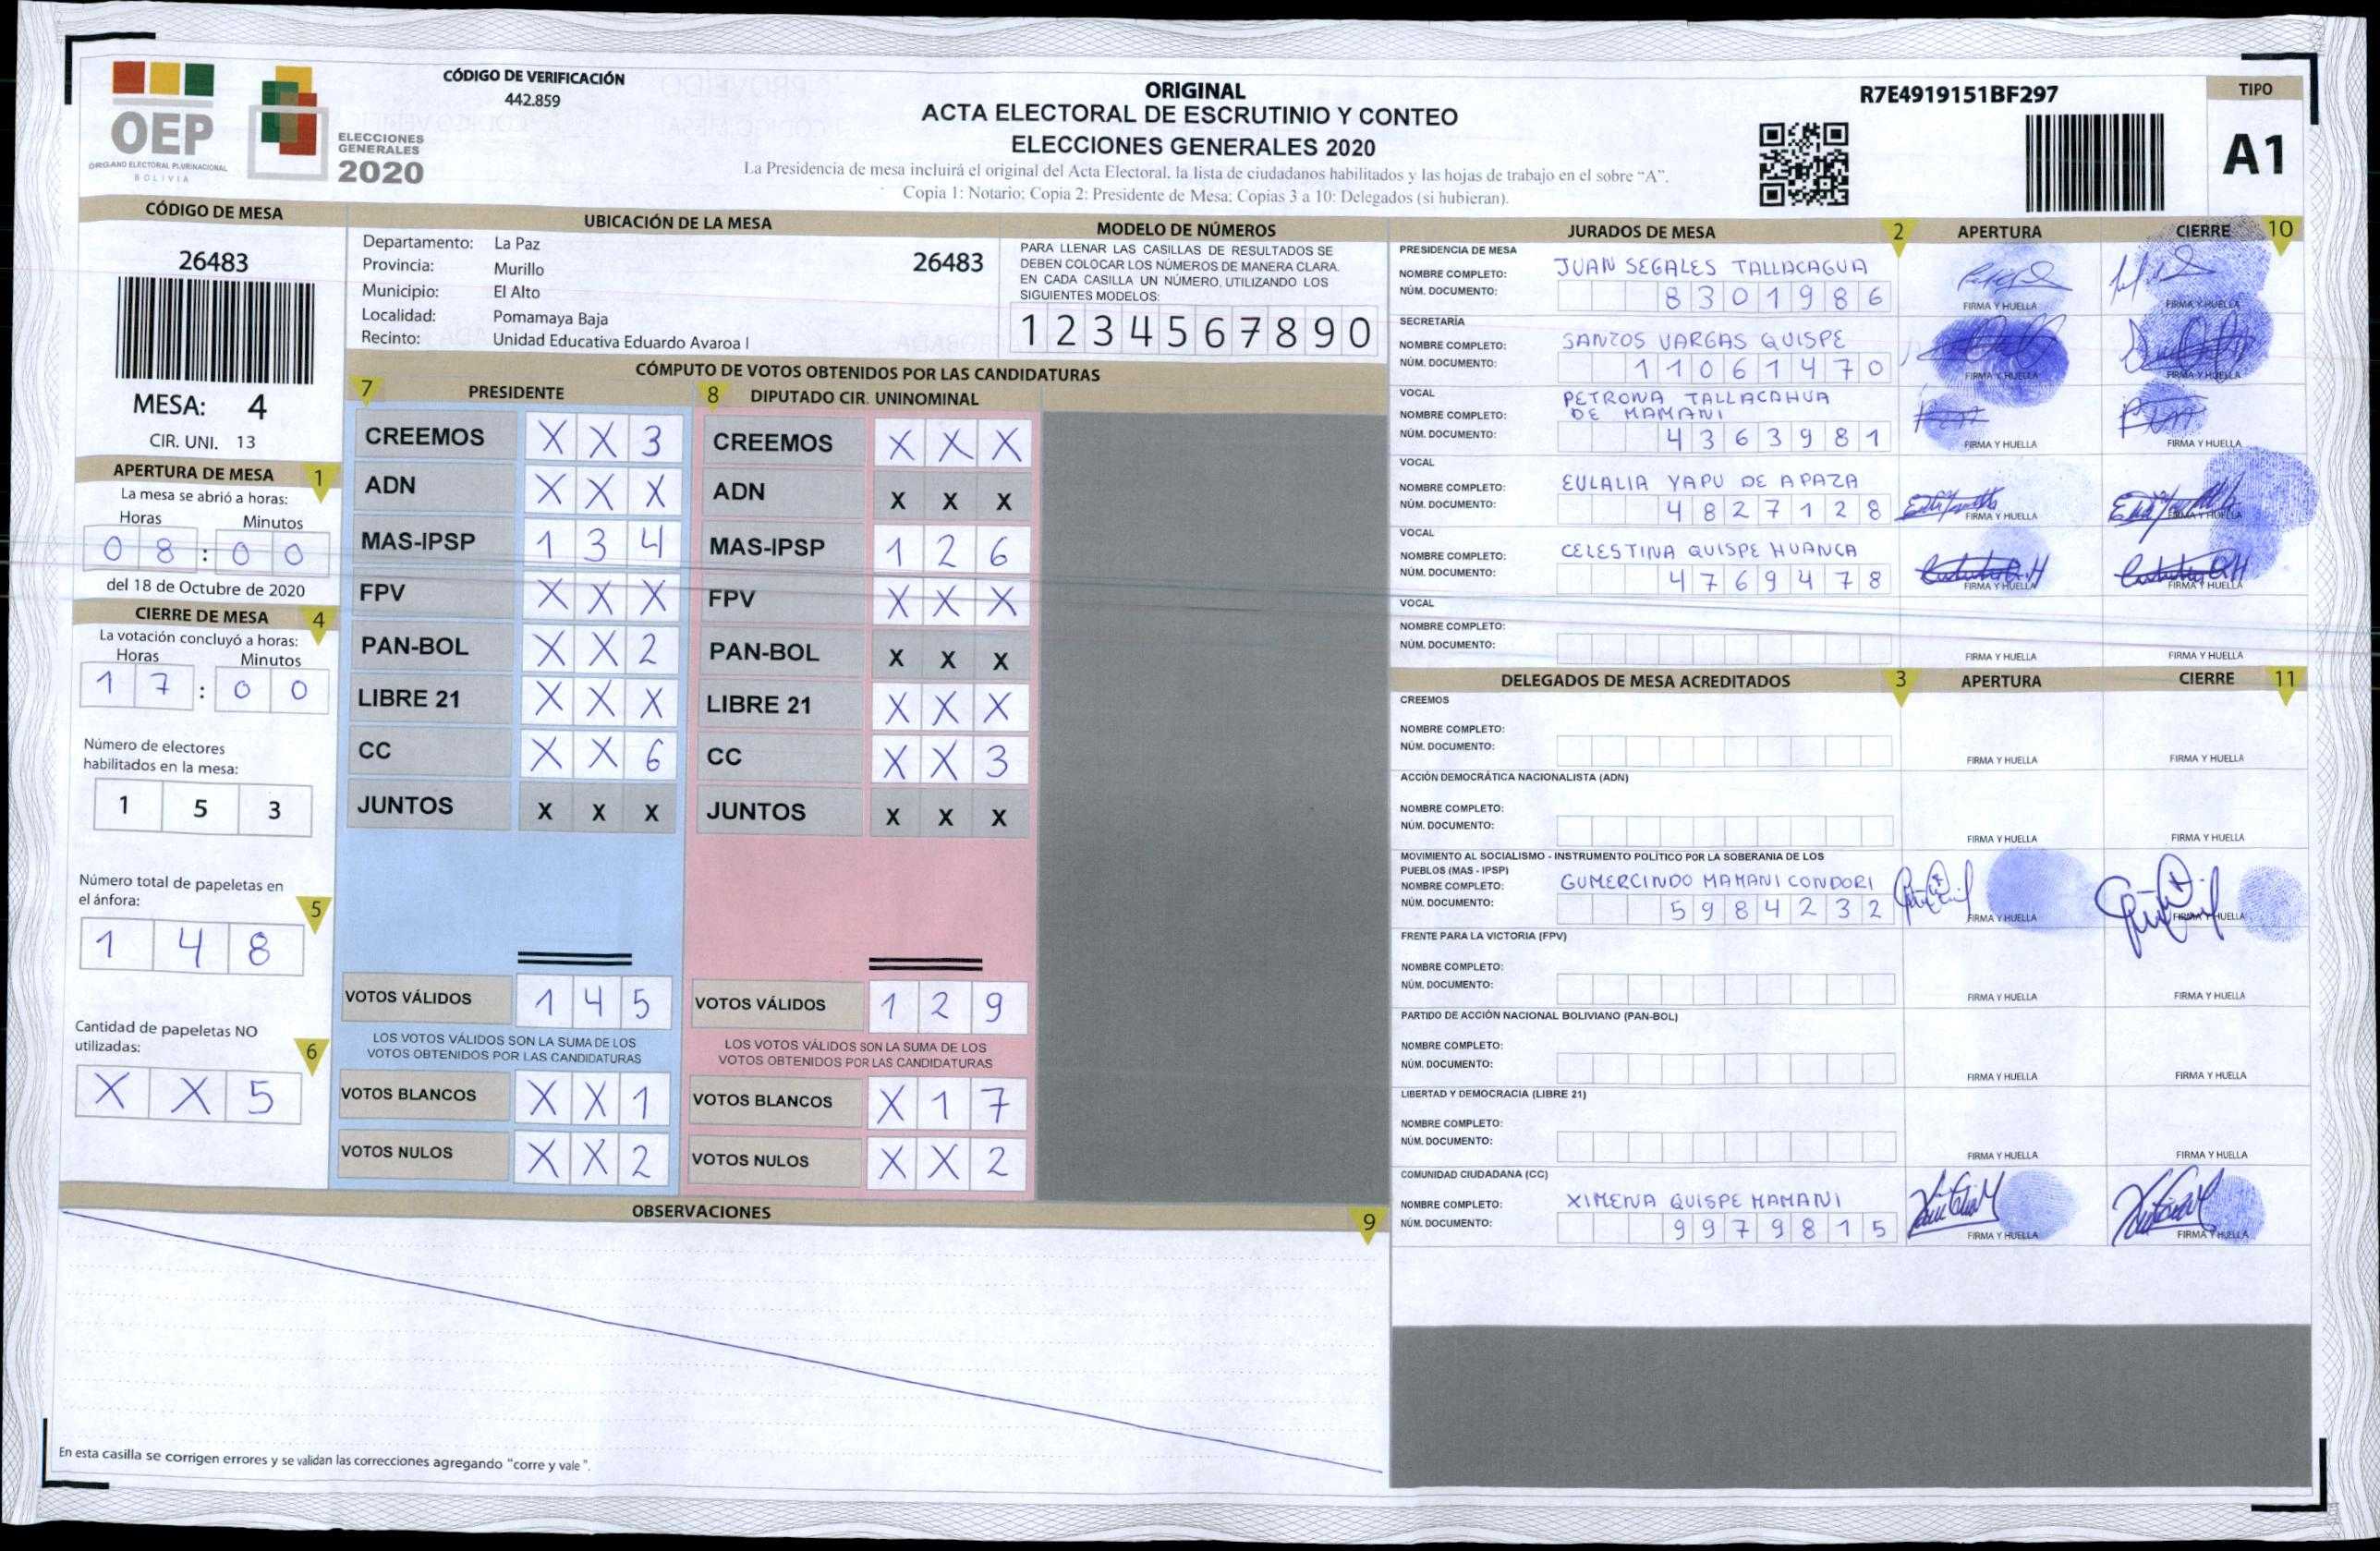 OEP
ÓRGANO ELECTORAL PLURINACIONAL
BOLIVIA
ELECCIONES
GENERALES
2020
CÓDIGO DE VERIFICACIÓN
442.859
ORIGINAL
ACTA ELECTORAL DE ESCRUTINIO Y CONTEO
ELECCIONES GENERALES 2020
La Presidencia de mesa incluirá el original del Acta Electoral, la lista de ciudadanos habilitados y las hojas de trabajo en el sobre “A”.
Copia 1: Notario; Copia 2: Presidente de Mesa; Copias 3 a 10: Delegados (si hubieran).
R7E4919151BF297
TIPO
A1
CÓDIGO DE MESA
26483
MESA: 4
CIR. UNI. 13
APERTURA DE MESA 1
La mesa se abrió a horas:
Horas Minutos
0 8 : 0 0
del 18 de Octubre de 2020
CIERRE DE MESA 4
La votación concluyó a horas:
Horas Minutos
1 7 : 0 0
Número de electores
habilitados en la mesa:
1 5 3
Número total de papeletas en
el ánfora: 5
1 4 8
Cantidad de papeletas NO
utilizadas: 6
X X 5
UBICACIÓN DE LA MESA
Departamento: La Paz
26483
Provincia: Murillo
Municipio: El Alto
Localidad: Pomamaya Baja
Recinto: Unidad Educativa Eduardo Avaroa I
MODELO DE NÚMEROS
PARA LLENAR LAS CASILLAS DE RESULTADOS SE
DEBEN COLOCAR LOS NÚMEROS DE MANERA CLARA.
EN CADA CASILLA UN NÚMERO, UTILIZANDO LOS
SIGUIENTES MODELOS:
1 2 3 4 5 6 7 8 9 0
CÓMPUTO DE VOTOS OBTENIDOS POR LAS CANDIDATURAS
7 PRESIDENTE
CREEMOS X X 3
ADN X X X
MAS-IPSP 1 3 4
FPV X X X
PAN-BOL X X 2
LIBRE 21 X X X
CC X X 6
JUNTOS X X X
VOTOS VÁLIDOS 1 4 5
LOS VOTOS VÁLIDOS SON LA SUMA DE LOS
VOTOS OBTENIDOS POR LAS CANDIDATURAS
VOTOS BLANCOS X X 1
VOTOS NULOS X X 2
8 DIPUTADO CIR. UNINOMINAL
CREEMOS X X X
ADN X X X
MAS-IPSP 1 2 6
FPV X X X
PAN-BOL X X X
LIBRE 21 X X X
CC X X 3
JUNTOS X X X
VOTOS VÁLIDOS 1 2 9
LOS VOTOS VÁLIDOS SON LA SUMA DE LOS
VOTOS OBTENIDOS POR LAS CANDIDATURAS
VOTOS BLANCOS X 1 7
VOTOS NULOS X X 2
OBSERVACIONES 9
En esta casilla se corrigen errores y se validan las correcciones agregando “corre y vale”.
JURADOS DE MESA 2 APERTURA CIERRE 10
PRESIDENCIA DE MESA
NOMBRE COMPLETO: JUAN SEGALES TALLACAGUA
NÚM. DOCUMENTO: 8301986
FIRMA Y HUELLA FIRMA Y HUELLA
SECRETARÍA
NOMBRE COMPLETO: SANTOS VARGAS QUISPE
NÚM. DOCUMENTO: 11061470
FIRMA Y HUELLA FIRMA Y HUELLA
VOCAL
PETRONA TALLACAHUA
NOMBRE COMPLETO: DE MAMANI
NÚM. DOCUMENTO: 4363981
FIRMA Y HUELLA FIRMA Y HUELLA
VOCAL
NOMBRE COMPLETO: EULALIA YAPU DE APAZA
NÚM. DOCUMENTO: 4827128
FIRMA Y HUELLA FIRMA Y HUELLA
VOCAL
NOMBRE COMPLETO: CELESTINA QUISPE HUANCA
NÚM. DOCUMENTO: 4769478
FIRMA Y HUELLA FIRMA Y HUELLA
VOCAL
NOMBRE COMPLETO:
NÚM. DOCUMENTO:
FIRMA Y HUELLA FIRMA Y HUELLA
DELEGADOS DE MESA ACREDITADOS 3 APERTURA CIERRE 11
CREEMOS
NOMBRE COMPLETO:
NÚM. DOCUMENTO:
FIRMA Y HUELLA FIRMA Y HUELLA
ACCIÓN DEMOCRÁTICA NACIONALISTA (ADN)
NOMBRE COMPLETO:
NÚM. DOCUMENTO:
FIRMA Y HUELLA FIRMA Y HUELLA
MOVIMIENTO AL SOCIALISMO - INSTRUMENTO POLÍTICO POR LA SOBERANIA DE LOS
PUEBLOS (MAS - IPSP)
NOMBRE COMPLETO: GUMERCINDO MAMANI CONDORI
NÚM. DOCUMENTO: 5984232
FIRMA Y HUELLA FIRMA Y HUELLA
FRENTE PARA LA VICTORIA (FPV)
NOMBRE COMPLETO:
NÚM. DOCUMENTO:
FIRMA Y HUELLA FIRMA Y HUELLA
PARTIDO DE ACCIÓN NACIONAL BOLIVIANO (PAN-BOL)
NOMBRE COMPLETO:
NÚM. DOCUMENTO:
FIRMA Y HUELLA FIRMA Y HUELLA
LIBERTAD Y DEMOCRACIA (LIBRE 21)
NOMBRE COMPLETO:
NÚM. DOCUMENTO:
FIRMA Y HUELLA FIRMA Y HUELLA
COMUNIDAD CIUDADANA (CC)
NOMBRE COMPLETO: XIMENA QUISPE MAMANI
NÚM. DOCUMENTO: 9979815
FIRMA Y HUELLA FIRMA Y HUELLA